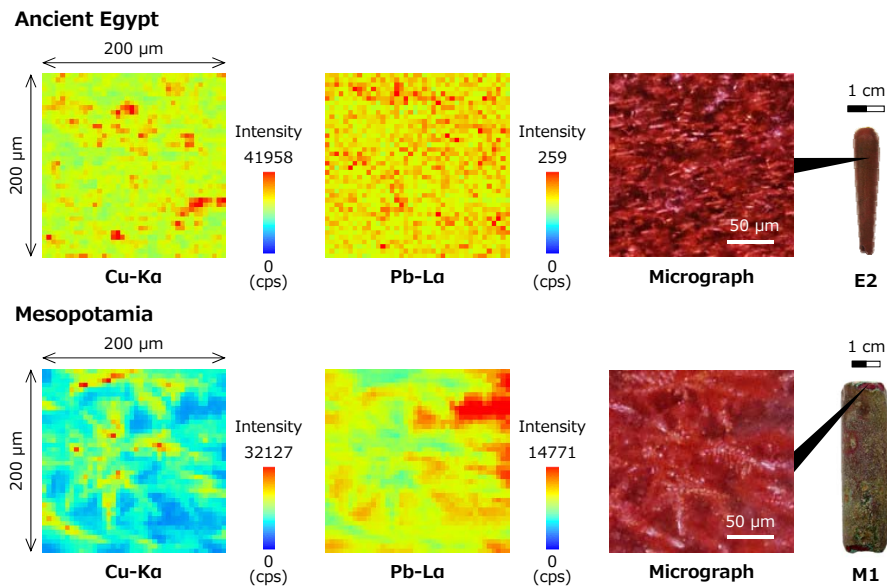 Ancient Egypt
200 μm
200 μm
Intensity
41958
0
(cps)
Cu-Kα
Intensity
259
0
(cps)
Pb-Lα
50 μm
Micrograph
1 cm
E2
Mesopotamia
200 μm
200 μm
Intensity
32127
0
(cps)
Cu-Kα
Intensity
14771
0
(cps)
Pb-Lα
50 μm
Micrograph
1 cm
M1